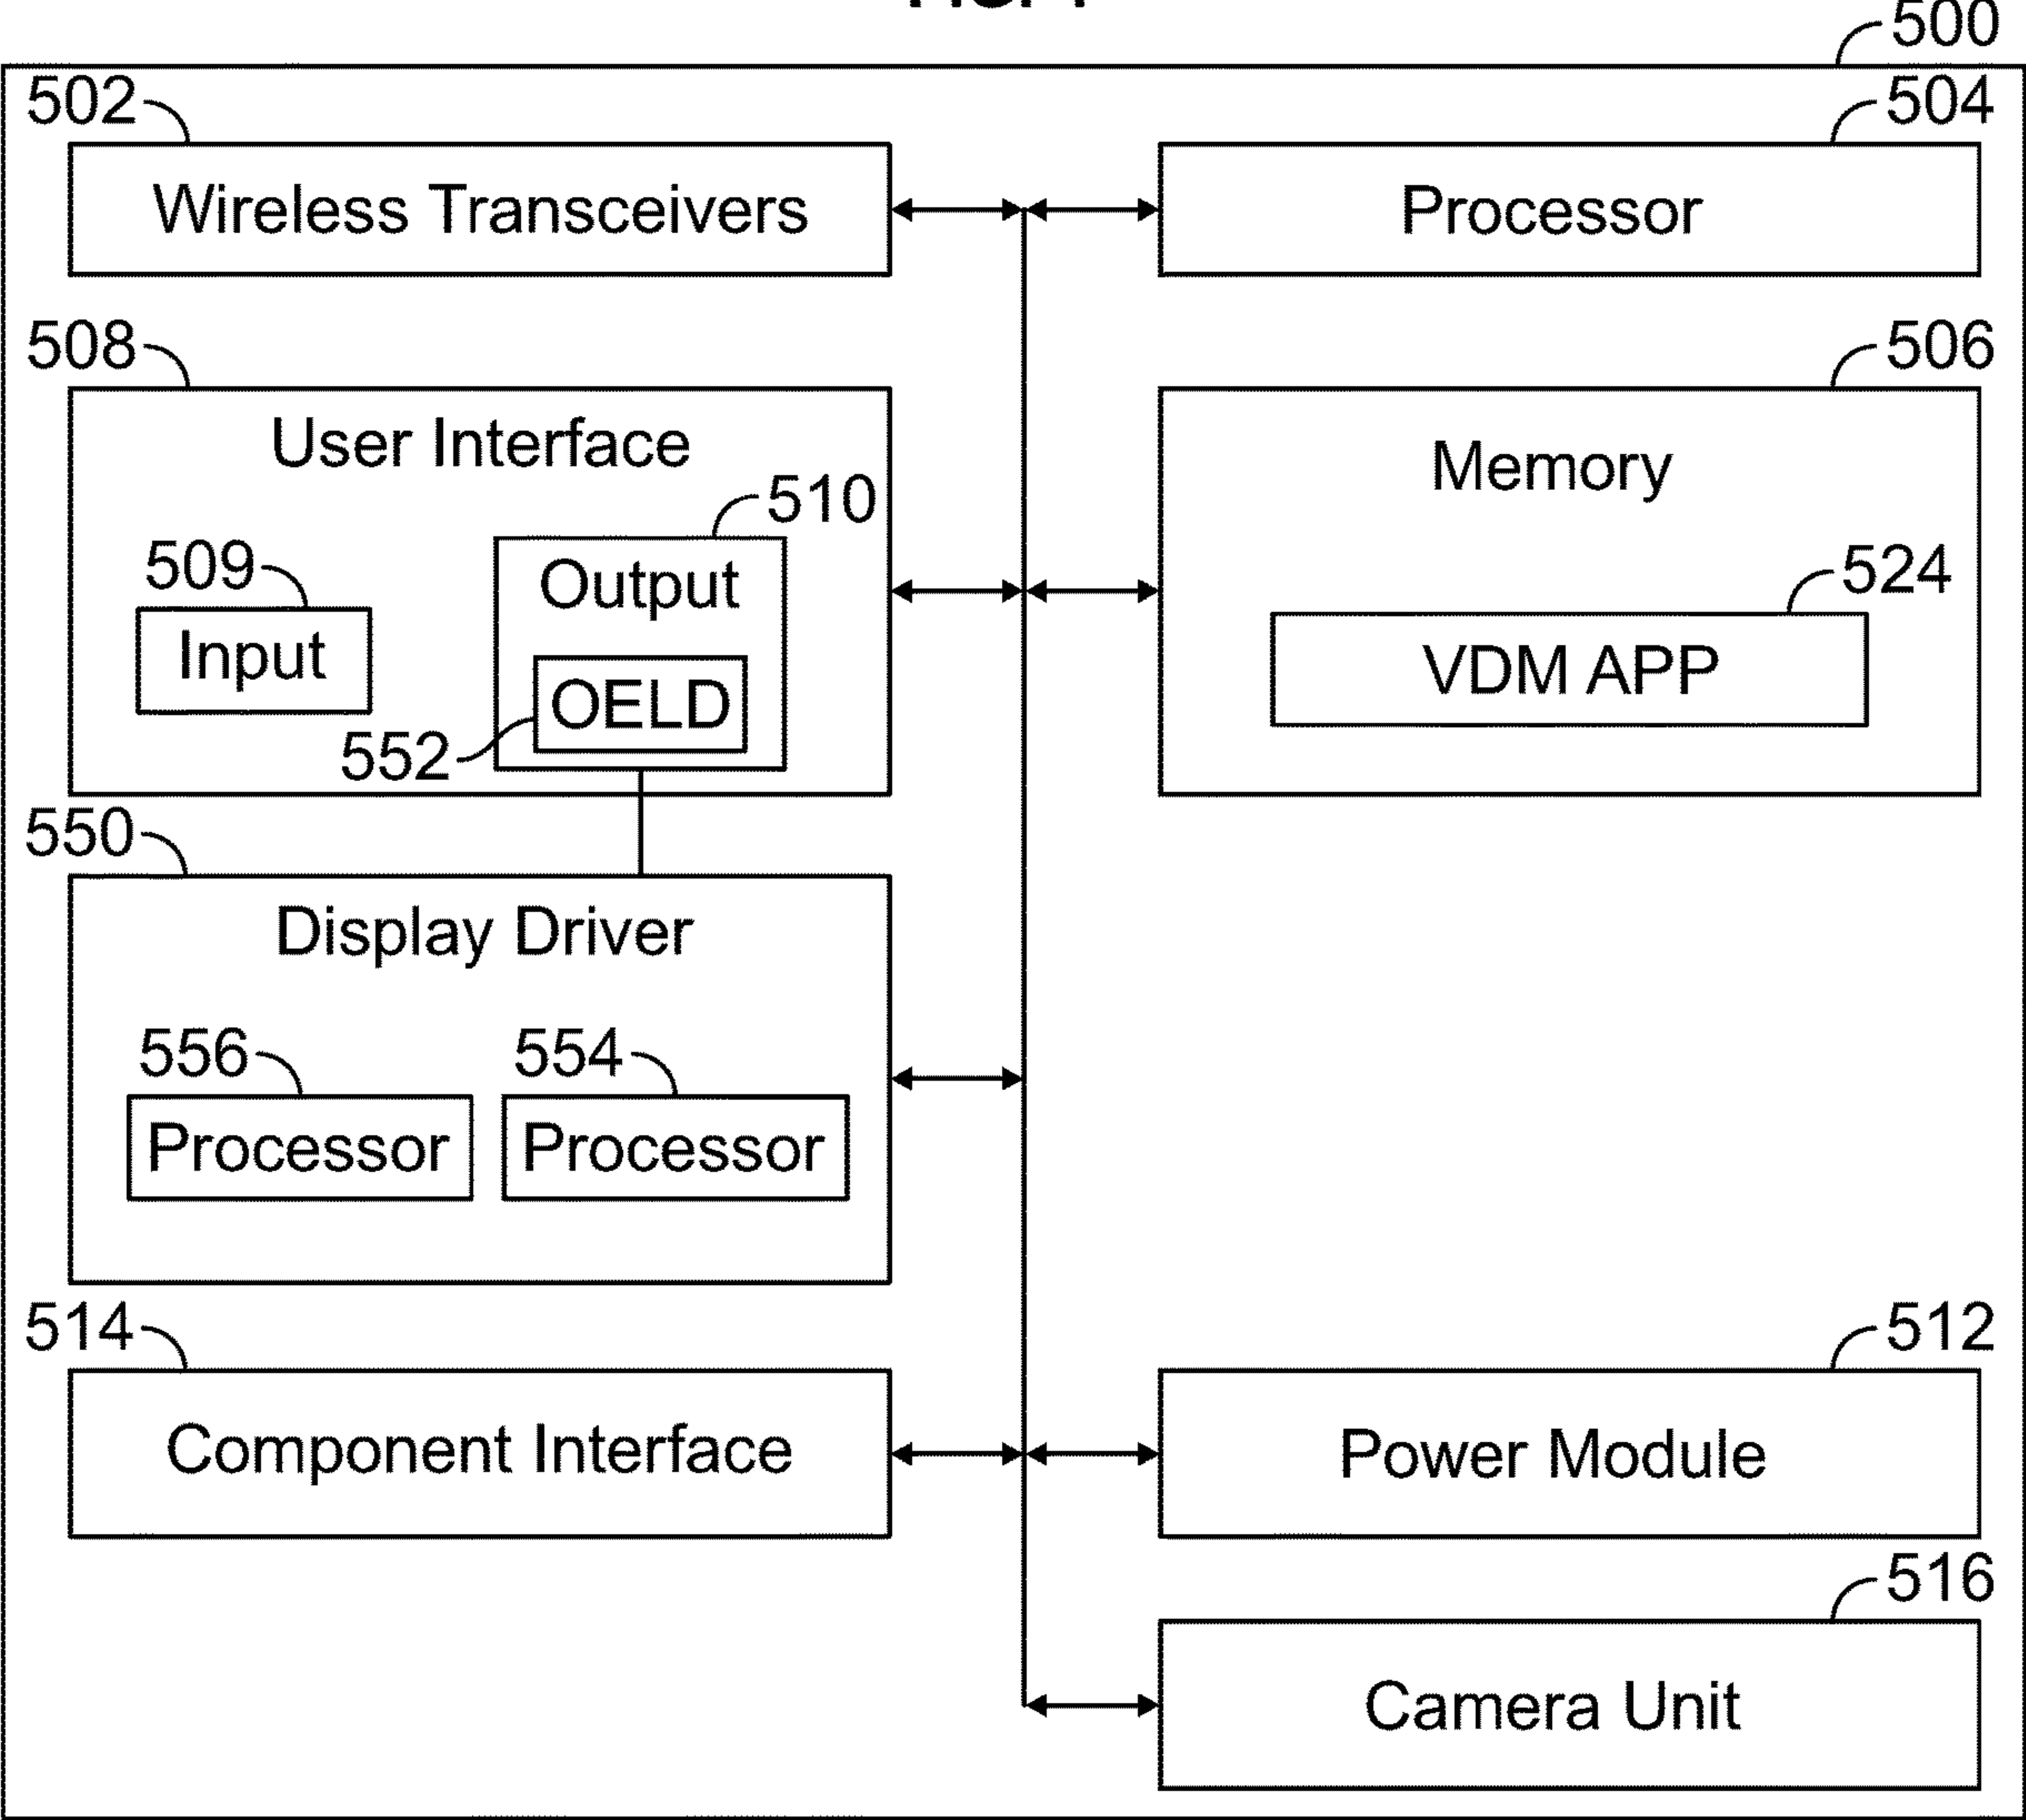 500
502
504
Wireless Transceivers
Processor
508
506
User Interface
Memory
510
509
Output
524
Input
OELD
VDM APP
552
550
Display Driver
556
554
Processor
Processor
514
512
Component Interface
Power Module
516
Camera Unit